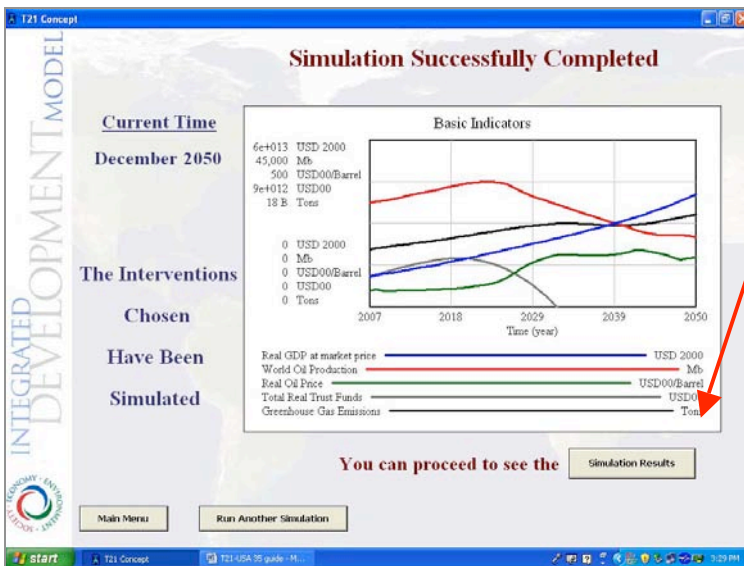 T21 Concept
Simulation Successfully Completed
INTEGRATED
DEVELOPMENT MODEL
Current Time
December 2050
The Interventions
Chosen
Have Been
Simulated
Basic Indicators
6e+013 USD 2000
45,000 Mb
500 USD00/Barrel
9e+012 USD00
18 B Tons
0 USD 2000
0 Mb
0 USD00/Barrel
0 USD00
0 Tons
2007 2018 2029 2039 2050
Time (year)
Real GDP at market price USD 2000
World Oil Production Mb
Real Oil Price USD00/Barrel
Total Real Trust Funds USD0
Greenhouse Gas Emissions Tons
You can proceed to see the Simulation Results
ECONOMY - ENVIRONMENT - SOCIETY -
Main Menu Run Another Simulation
start T21 Concept T21-USA 35 guide - M... 3:29 PM